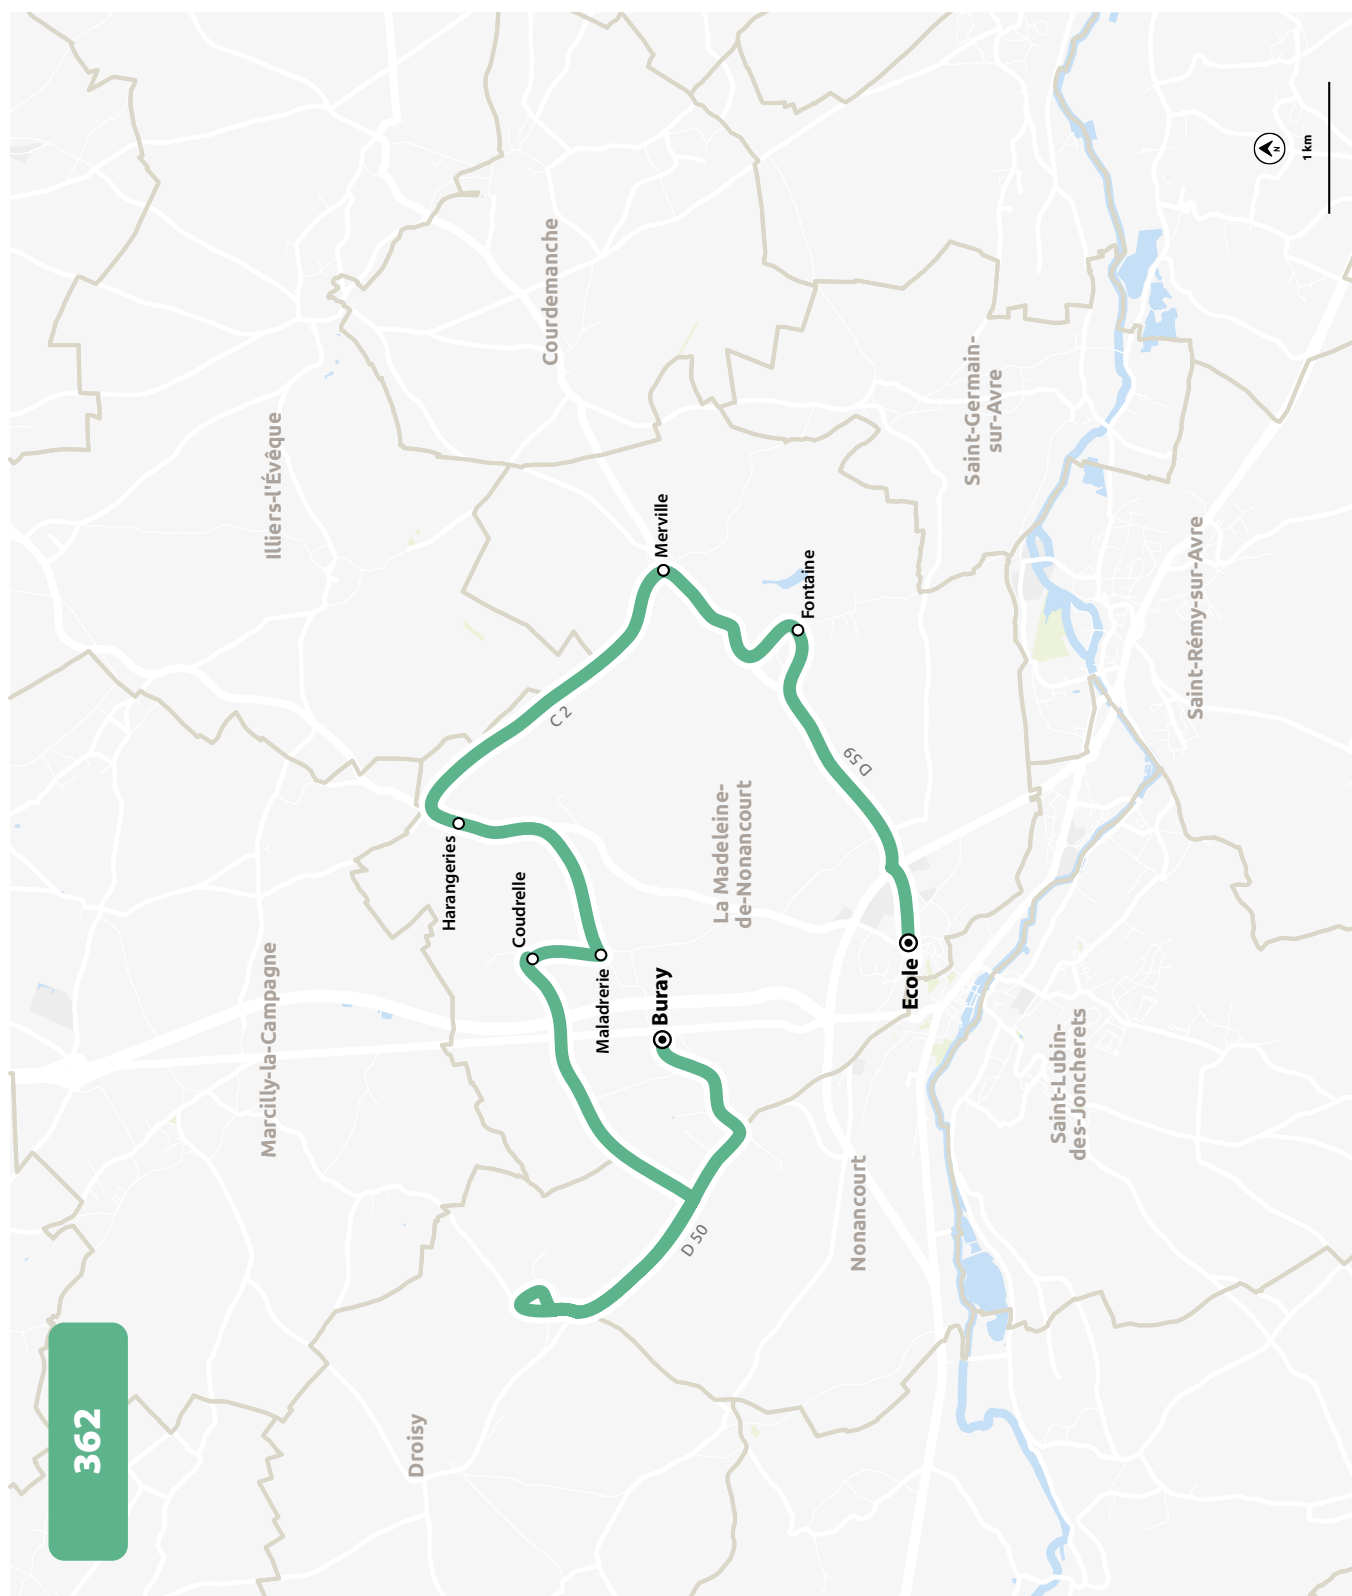 362
Marcilly-la-Campagne
Illiers-l'Évêque
Droisy
Harangeries
Coudrelle
Courdemanche
C 2
Maladrerie
Buray
Merville
D 50
La Madeleine-
de-Nonancourt
Fontaine
D 59
Nonancourt
Ecole
Saint-Germain-
sur-Avre
Saint-Lubin-
des-Joncherets
Saint-Rémy-sur-Avre
N
1 km